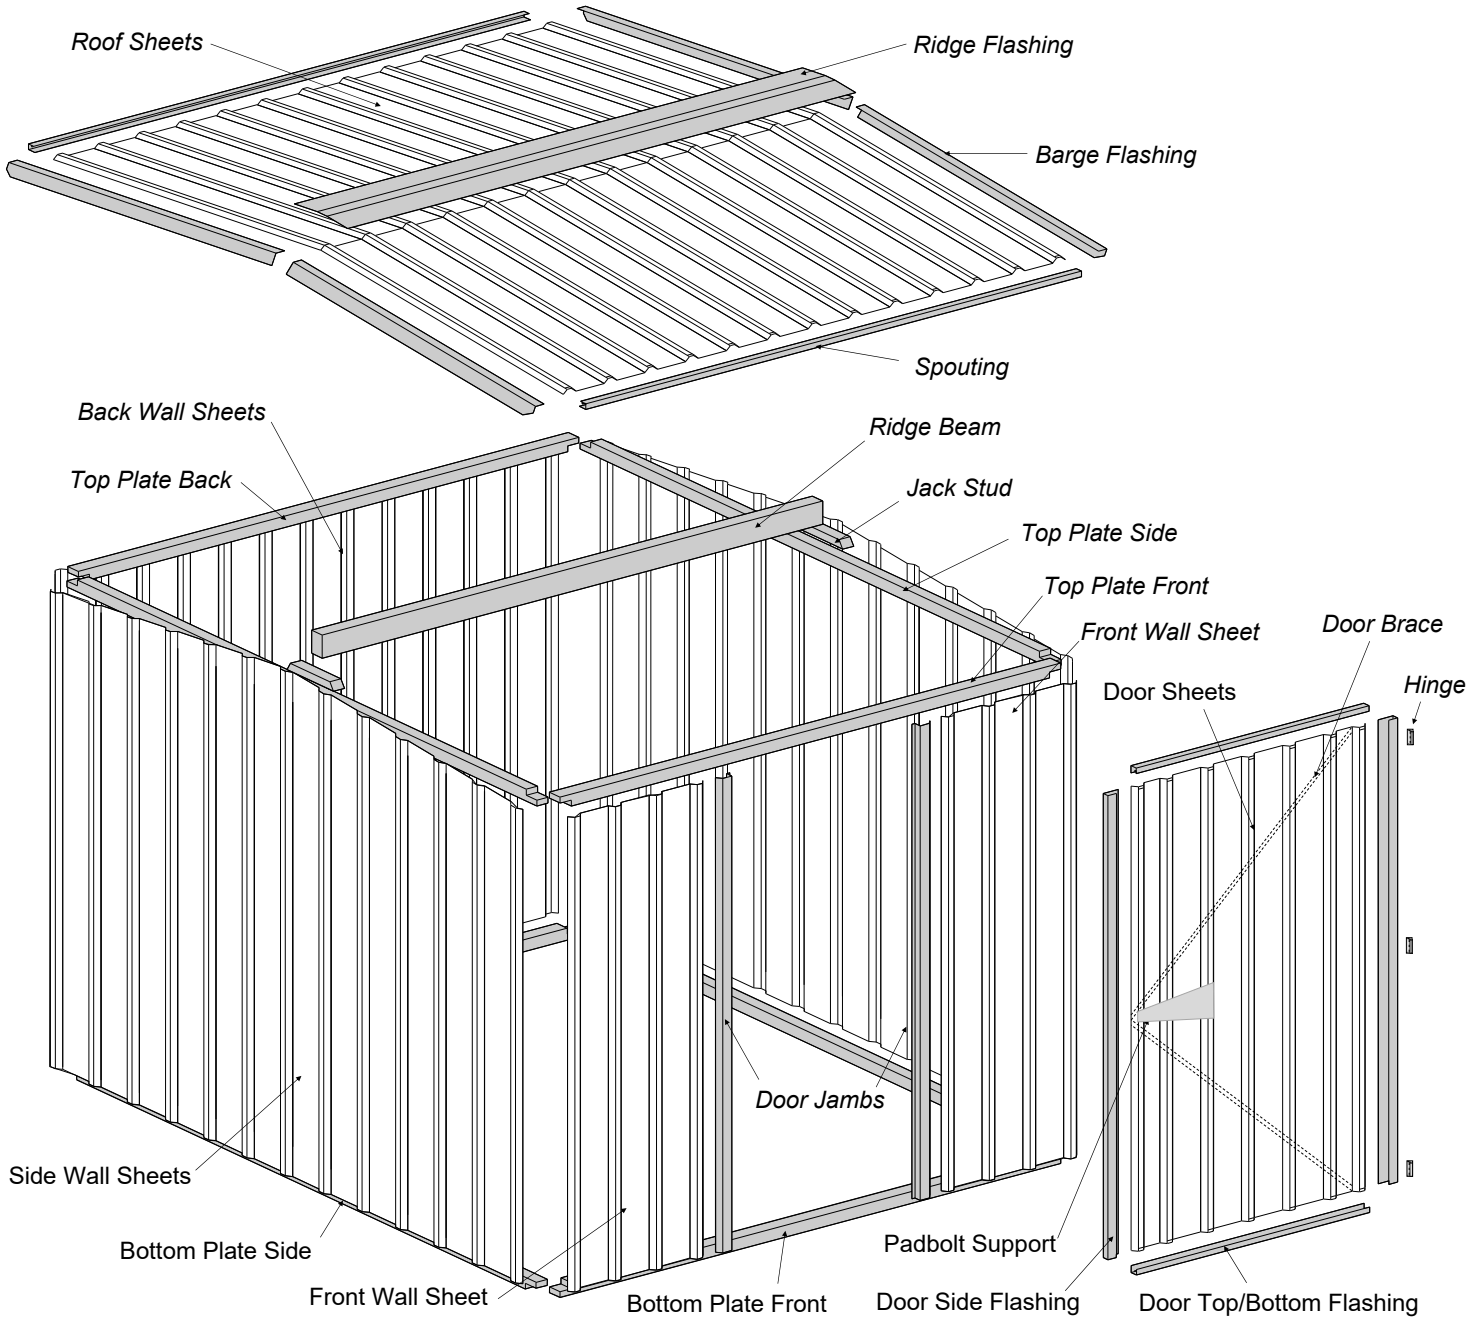 Roof Sheets
Ridge Flashing
Barge Flashing
Spouting
Back Wall Sheets
Ridge Beam
Top Plate Back
Jack Stud
Top Plate Side
Top Plate Front
Front Wall Sheet
Door Brace
Door Sheets
Hinge
Door Jambs
Side Wall Sheets
Bottom Plate Side
Padbolt Support
Front Wall Sheet
Bottom Plate Front
Door Side Flashing
Door Top/Bottom Flashing